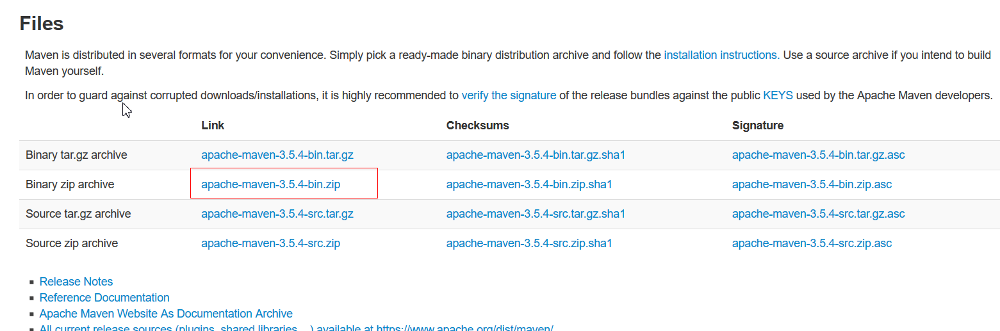 Files
Maven is distributed in several formats for your convenience. Simply pick a ready-made binary distribution archive and follow the installation instructions. Use a source archive if you intend to build
Maven yourself.
In order to guard against corrupted downloads/installations, it is highly recommended to verify the signature of the release bundles against the public KEYS used by the Apache Maven developers.
Link Checksums Signature
Binary tar.gz archive apache-maven-3.5.4-bin.tar.gz apache-maven-3.5.4-bin.tar.gz.sha1 apache-maven-3.5.4-bin.tar.gz.asc
Binary zip archive apache-maven-3.5.4-bin.zip apache-maven-3.5.4-bin.zip.sha1 apache-maven-3.5.4-bin.zip.asc
Source tar.gz archive apache-maven-3.5.4-src.tar.gz apache-maven-3.5.4-src.tar.gz.sha1 apache-maven-3.5.4-src.tar.gz.asc
Source zip archive apache-maven-3.5.4-src.zip apache-maven-3.5.4-src.zip.sha1 apache-maven-3.5.4-src.zip.asc
Release Notes
Reference Documentation
Apache Maven Website As Documentation Archive
All current release sources (plugins, shared libraries,...) available at https://www.apache.org/dist/maven/